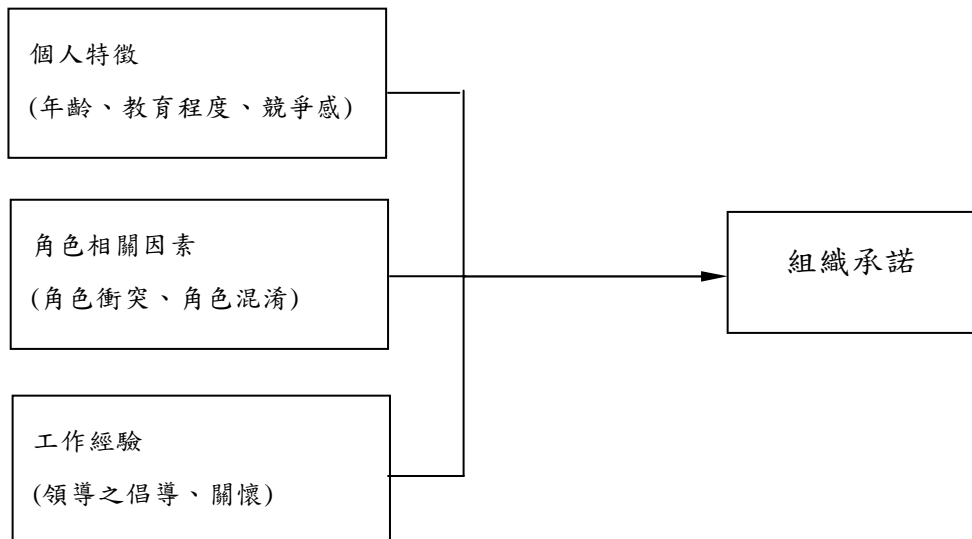 個人特徵
(年齡、教育程度、競爭感)
角色相關因素
(角色衝突、角色混淆)
組織承諾
工作經驗
(領導之倡導、關懷)